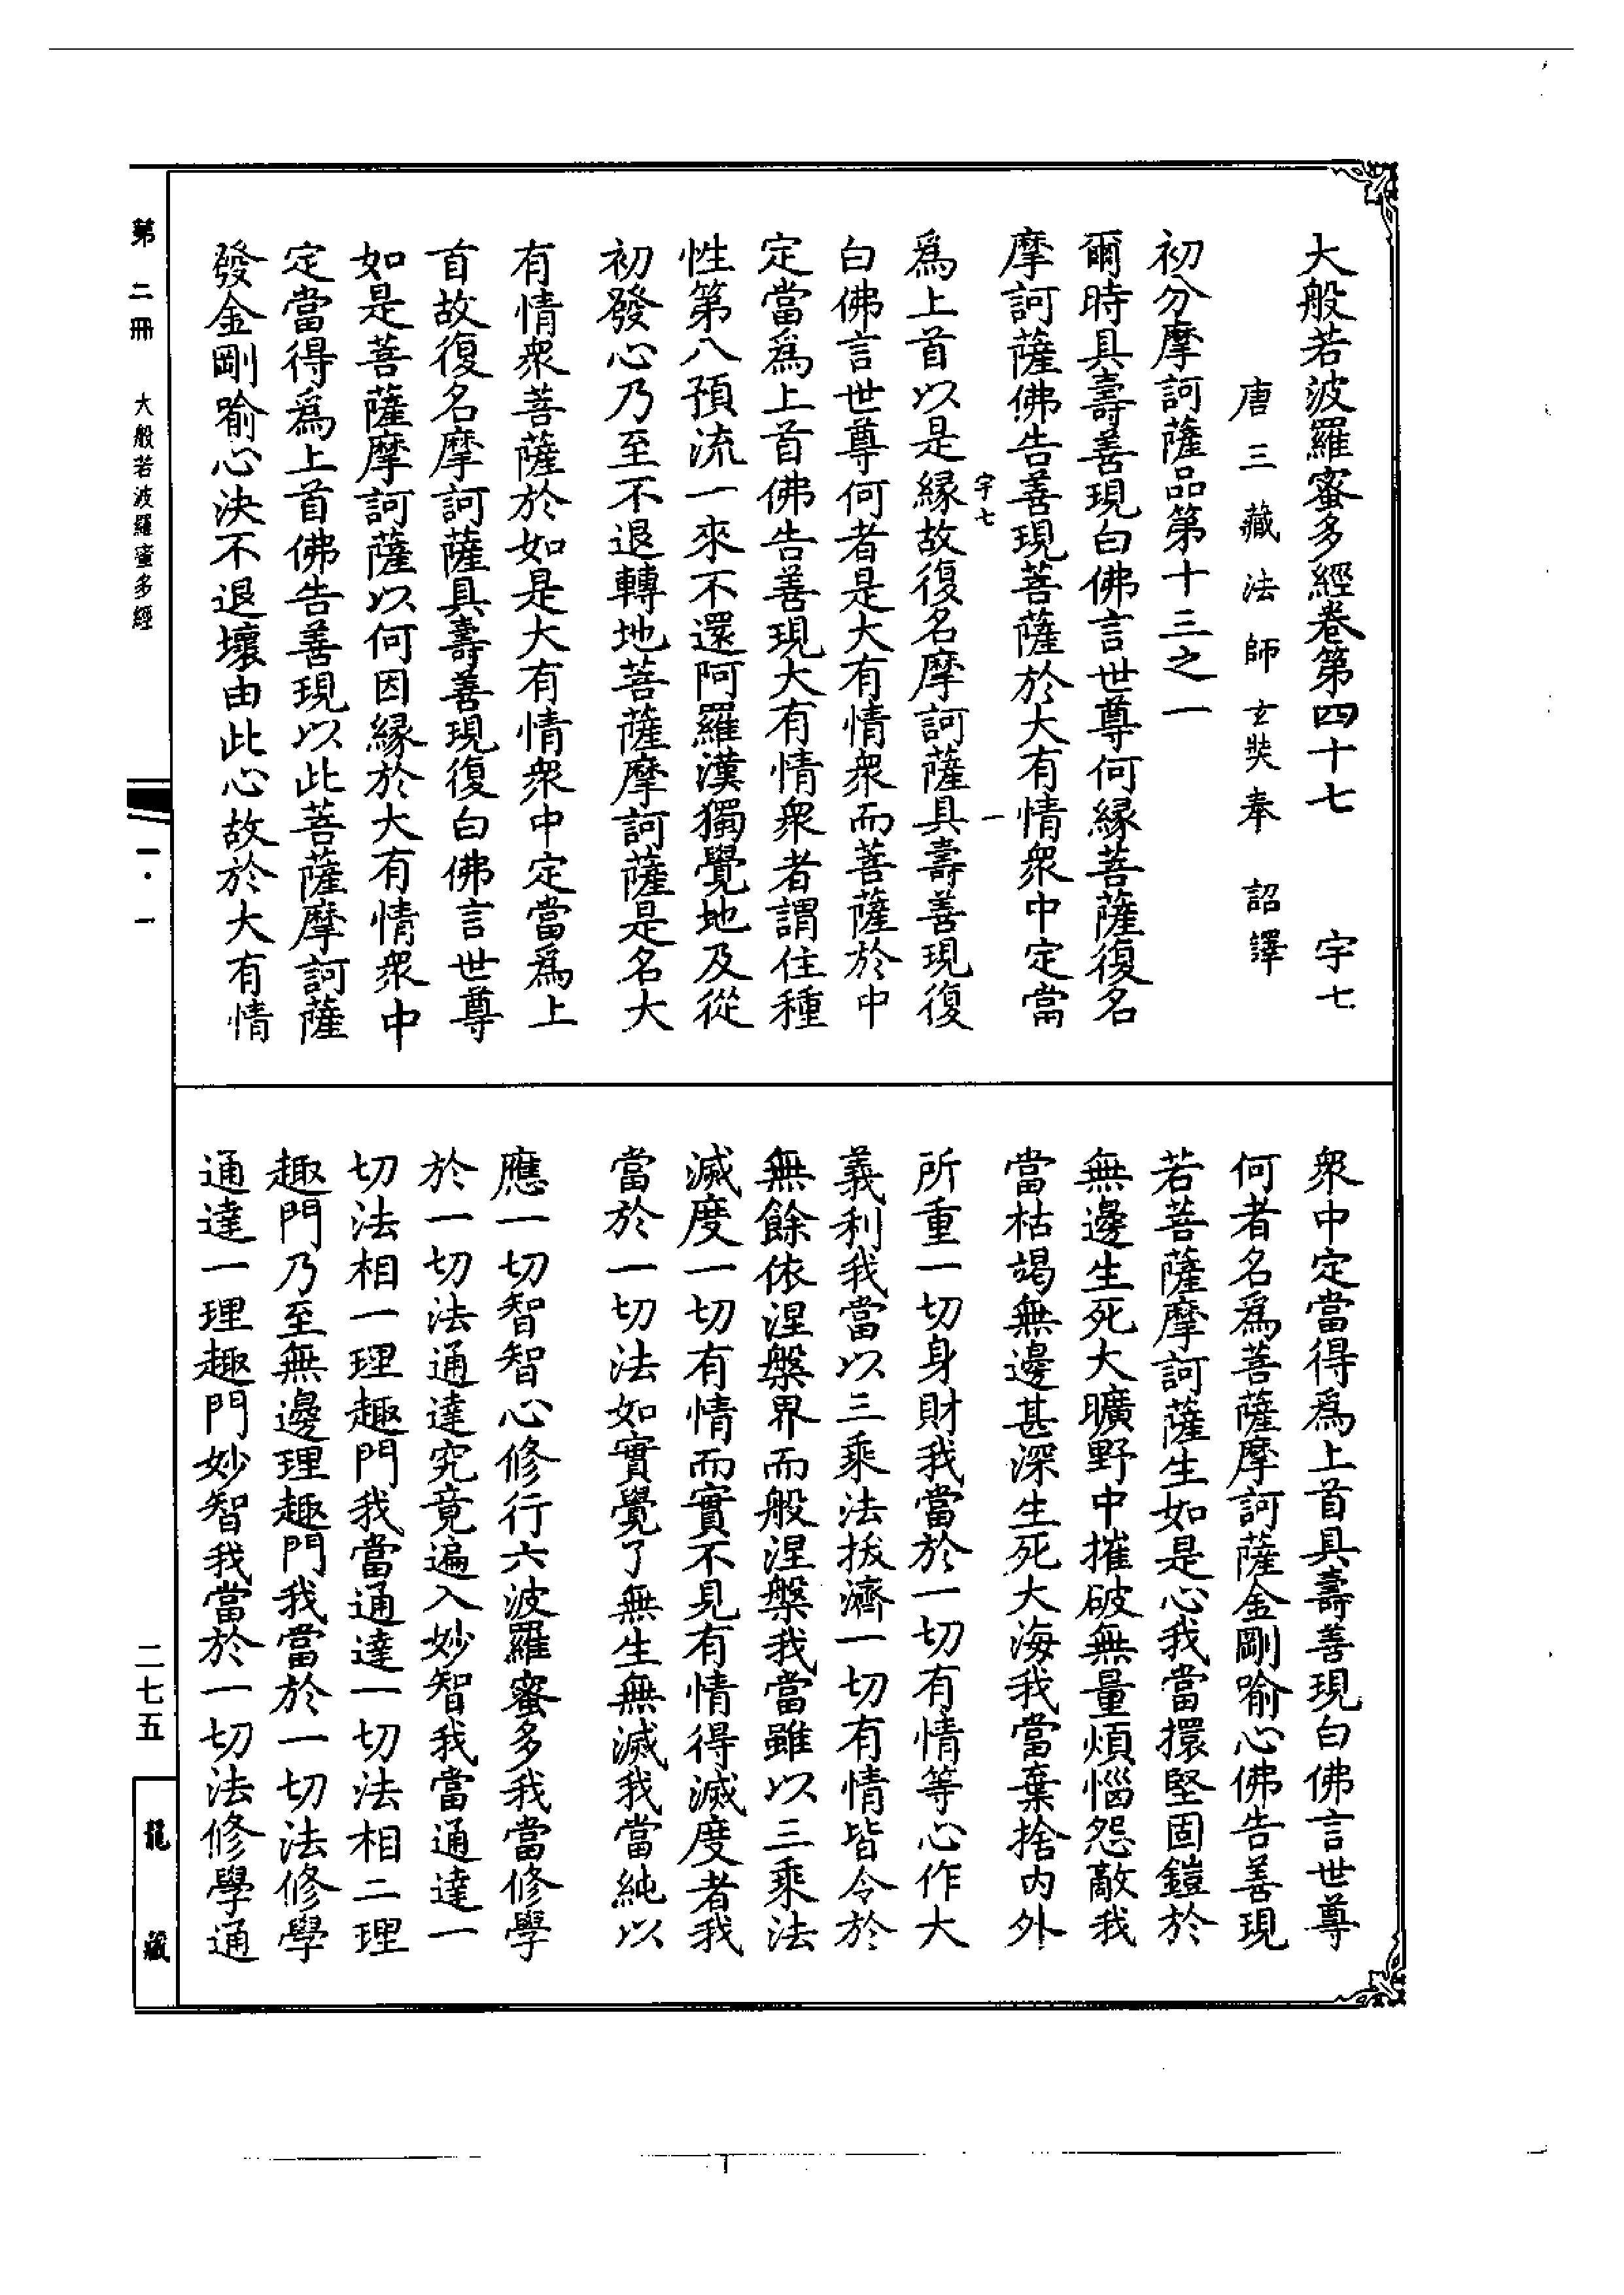 大般若波羅蜜多經卷第四十七　宇七
唐三藏法師玄奘奉　詔譯
初分摩訶薩品第十三之一
爾時具壽善現白佛言世尊何緣菩薩復名
摩訶薩佛告善現菩薩於大有情衆中定當
宇七　一
爲上首以是緣故復名摩訶薩具壽善現復
白佛言世尊何者是大有情衆而菩薩於中
定當爲上首佛告善現大有情衆者謂住種
性第八預流一來不還阿羅漢獨覺地及從
初發心乃至不退轉地菩薩摩訶薩是名大
有情衆菩薩於如是大有情衆中定當爲上
首故復名摩訶薩具壽善現復白佛言世尊
如是菩薩摩訶薩以何因緣於大有情衆中
定當得爲上首佛告善現以此菩薩摩訶薩
發金剛喻心決不退壞由此心故於大有情
衆中定當得爲上首具壽善現白佛言世尊
何者名爲菩薩摩訶薩金剛喻心佛告善現
若菩薩摩訶薩生如是心我當擐堅固鎧於
無邊生死大曠野中摧破無量煩惱怨敵我
當枯竭無邊甚深生死大海我當棄捨内外
所重一切身財我當於一切有情等心作大
義利我當以三乘法拔濟一切有情皆令於
無餘依涅槃界而般涅槃我當雖以三乘法
滅度一切有情而實不見有情得滅度者我
當於一切法如實覺了無生無滅我當純以
應一切智智心修行六波羅蜜多我當修學
於一切法通達究竟遍入妙智我當通達一
切法相一理趣門我當通達一切法相二理
趣門乃至無邊理趣門我當於一切法修學
通達一理趣門妙智我當於一切法修學通
第二冊　大般若波羅蜜多經
一・一
二七五
龍藏